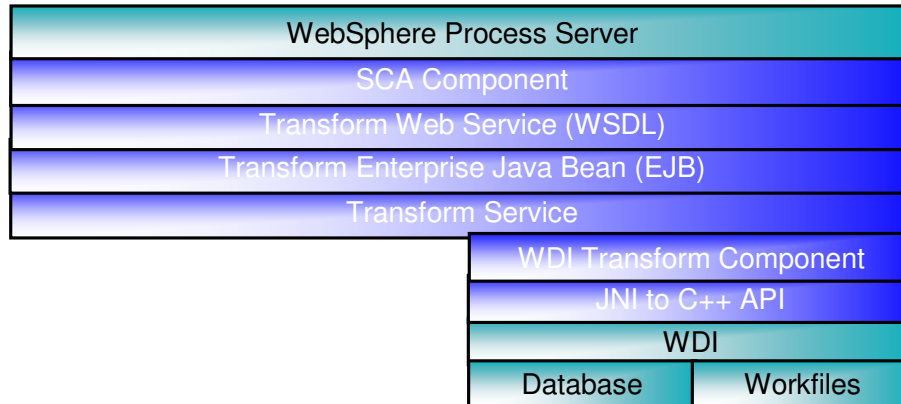 WebSphere Process Server
SCA Component
Transform Web Service (WSDL)
Transform Enterprise Java Bean (EJB)
Transform Service
WDI Transform Component
JNI to C++ API
WDI
Database Workfiles